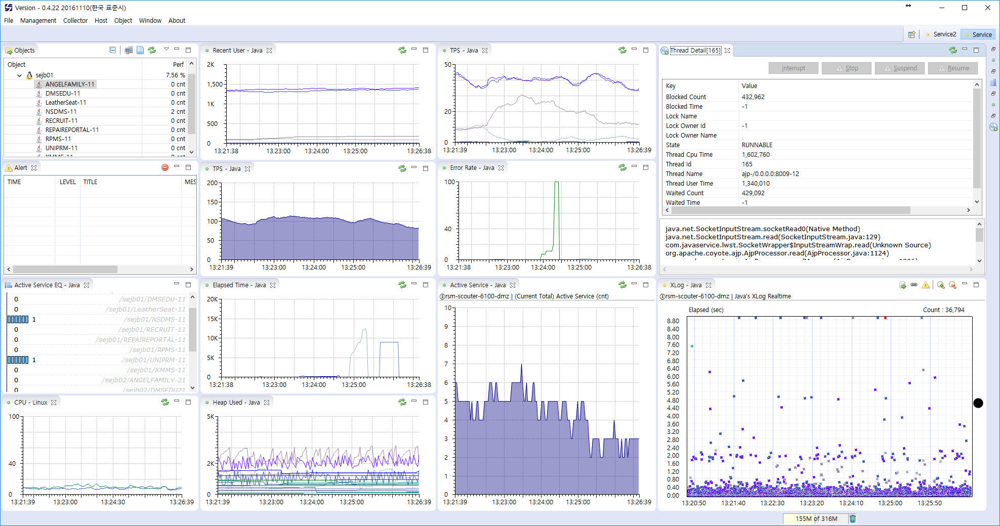 Version - 0.4.22 20161110(한국 표준시)
File Management Collector Host Object Window About
Service2 Service
Objects
Object Perf
sejb01 7.56 %
ANGELFAMILY-11 0 cnt
DMSEDU-11 0 cnt
LeatherSeat-11 0 cnt
NSDMS-11 2 cnt
RECRUIT-11 0 cnt
REPAIREPORTAL-11 0 cnt
RPMS-11 0 cnt
UNIPRM-11 0 cnt
Recent User - Java
2K
1,500
1K
500
0
13:21:38 13:23:00 13:24:00 13:25:00 13:26:38
TPS - Java
50
20
0
13:21:39 13:23:00 13:24:00 13:25:00 13:26:39
Thread Detail[165]
Interrupt Stop Suspend Resume
Key Value
Blocked Count 432,962
Blocked Time -1
Lock Name
Lock Owner Id -1
Lock Owner Name
State RUNNABLE
Thread Cpu Time 1,602,760
Thread Id 165
Thread Name ajp-/0.0.0.0:8009-12
Thread User Time 1,340,010
Waited Count 429,092
Waited Time -1
java.net.SocketInputStream.socketRead0(Native Method)
java.net.SocketInputStream.read(SocketInputStream.java:129)
com.javaservice.lwst.SocketWrapper$InputStreamWrap.read(Unknown Source)
org.apache.coyote.ajp.AjpProcessor.read(AjpProcessor.java:1124)
Alert
TIME LEVEL TITLE MES
TPS - Java
200
150
100
50
0
13:21:39 13:23:00 13:24:00 13:25:00 13:26:39
Error Rate - Java
100
40
0
13:21:38 13:23:00 13:24:00 13:25:00 13:26:38
Active Service EQ - Java
0 /sejb01/DMSEDU-11
0 /sejb01/LeatherSeat-11
1 /sejb01/NSDMS-11
0 /sejb01/RECRUIT-11
0 /sejb01/REPAIREPORTAL-11
0 /sejb01/RPMS-11
1 /sejb01/UNIPRM-11
0 /sejb01/XMMS-11
0 /sejb02/ANGELFAMILY-21
0 /sejb02/DMSEDU21
Elapsed Time - Java
20K
15K
10K
5K
0
13:21:38 13:23:00 13:24:00 13:25:00 13:26:38
Active Service - Java
ⓢrsm-scouter-6100-dmz | (Current Total) Active Service (cnt)
10
9
8
7
6
5
4
3
2
1
0
13:21:39 13:23:00 13:24:00 13:25:00 13:26:39
XLog - Java
ⓢrsm-scouter-6100-dmz | Java's XLog Realtime
Elapsed (sec) Count : 36,794
8.80
8.40
8.00
7.60
7.20
6.80
6.40
6.00
5.60
5.20
4.80
4.40
4.00
3.60
3.20
2.80
2.40
2.00
1.60
1.20
0.80
0.40
0.00
13:20:50 13:21:40 13:22:30 13:23:20 13:24:10 13:25:00 13:25:50
CPU - Linux
100
40
0
13:21:39 13:23:00 13:24:30 13:26:39
Heap Used - Java
5K
2K
0
13:21:39 13:23:00 13:24:00 13:25:00 13:26:39
155M of 316M